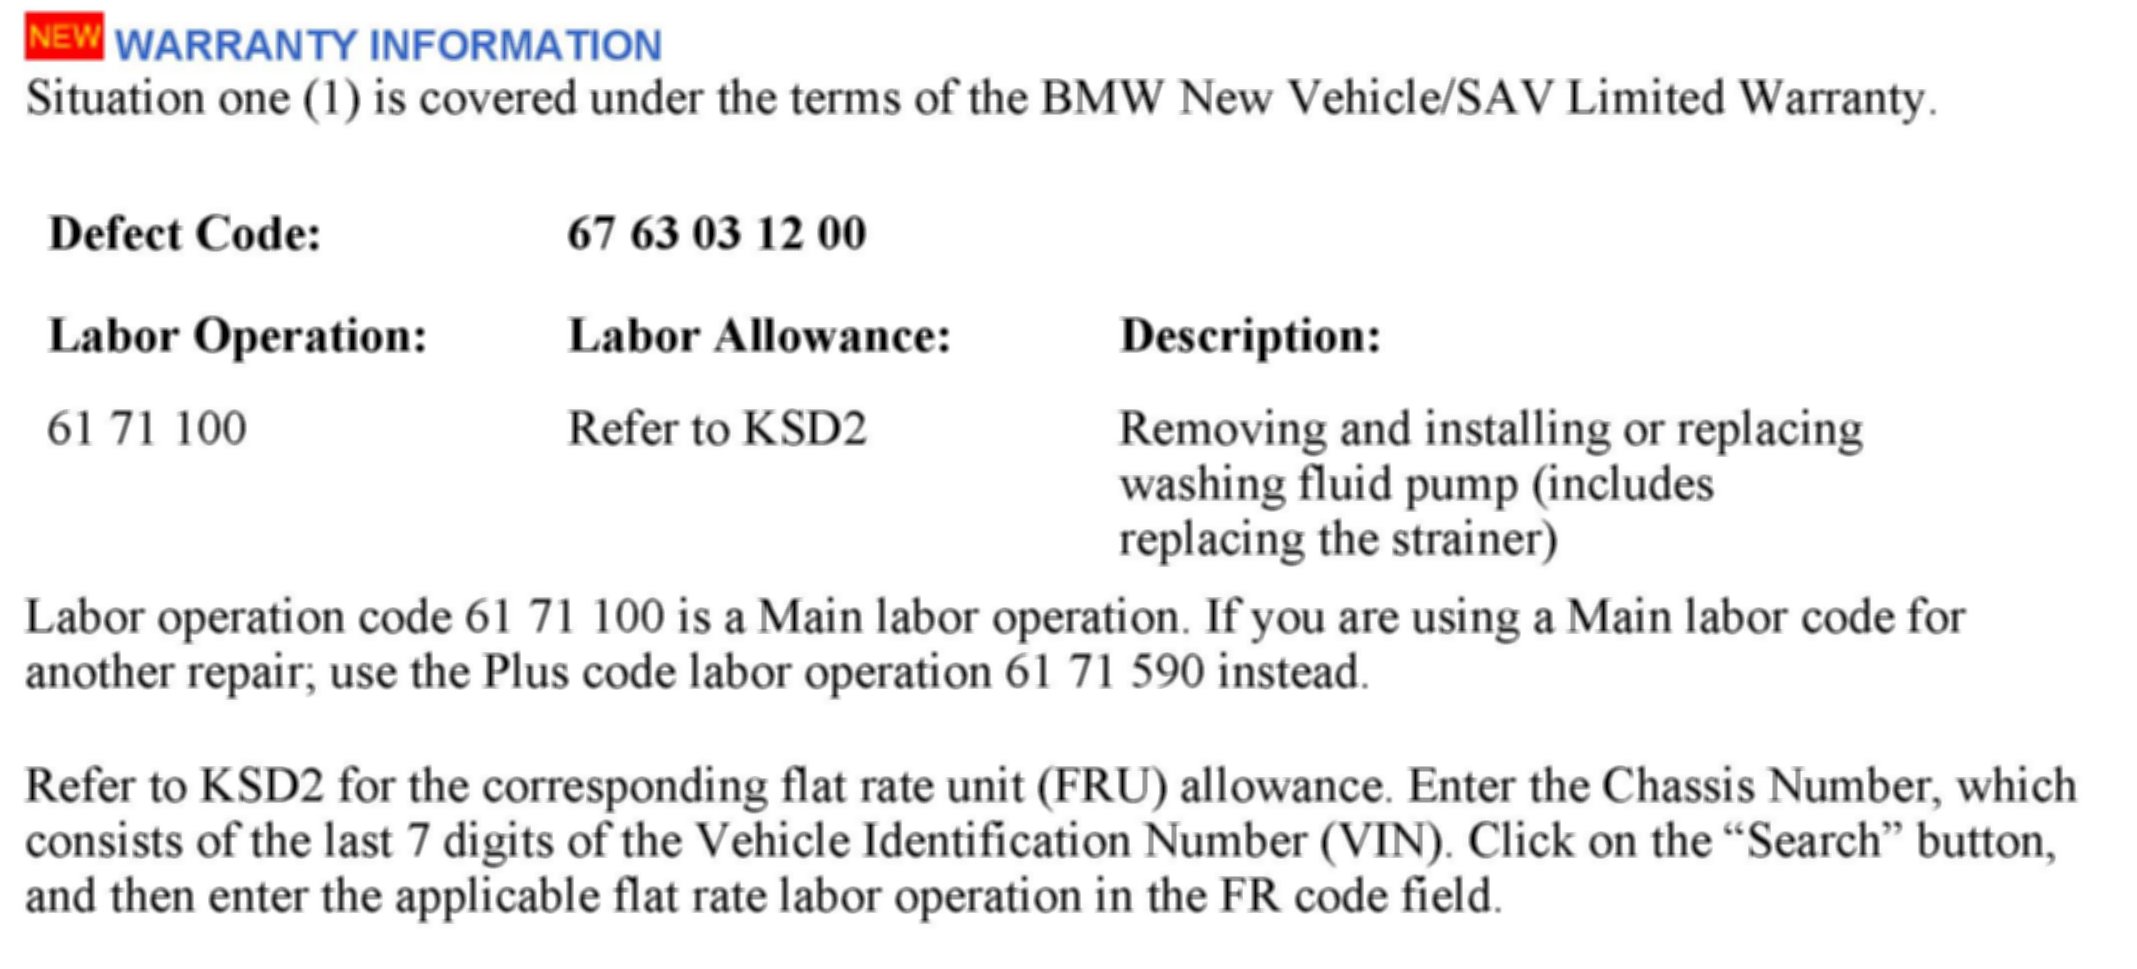 NEW WARRANTY INFORMATION
Situation one (1) is covered under the terms of the BMW New Vehicle/SAV Limited Warranty.
Defect Code: 67 63 03 12 00
Labor Operation: Labor Allowance: Description:
61 71 100 Refer to KSD2 Removing and installing or replacing
washing fluid pump (includes
replacing the strainer)
Labor operation code 61 71 100 is a Main labor operation. If you are using a Main labor code for
another repair; use the Plus code labor operation 61 71 590 instead.
Refer to KSD2 for the corresponding flat rate unit (FRU) allowance. Enter the Chassis Number, which
consists of the last 7 digits of the Vehicle Identification Number (VIN). Click on the “Search” button,
and then enter the applicable flat rate labor operation in the FR code field.